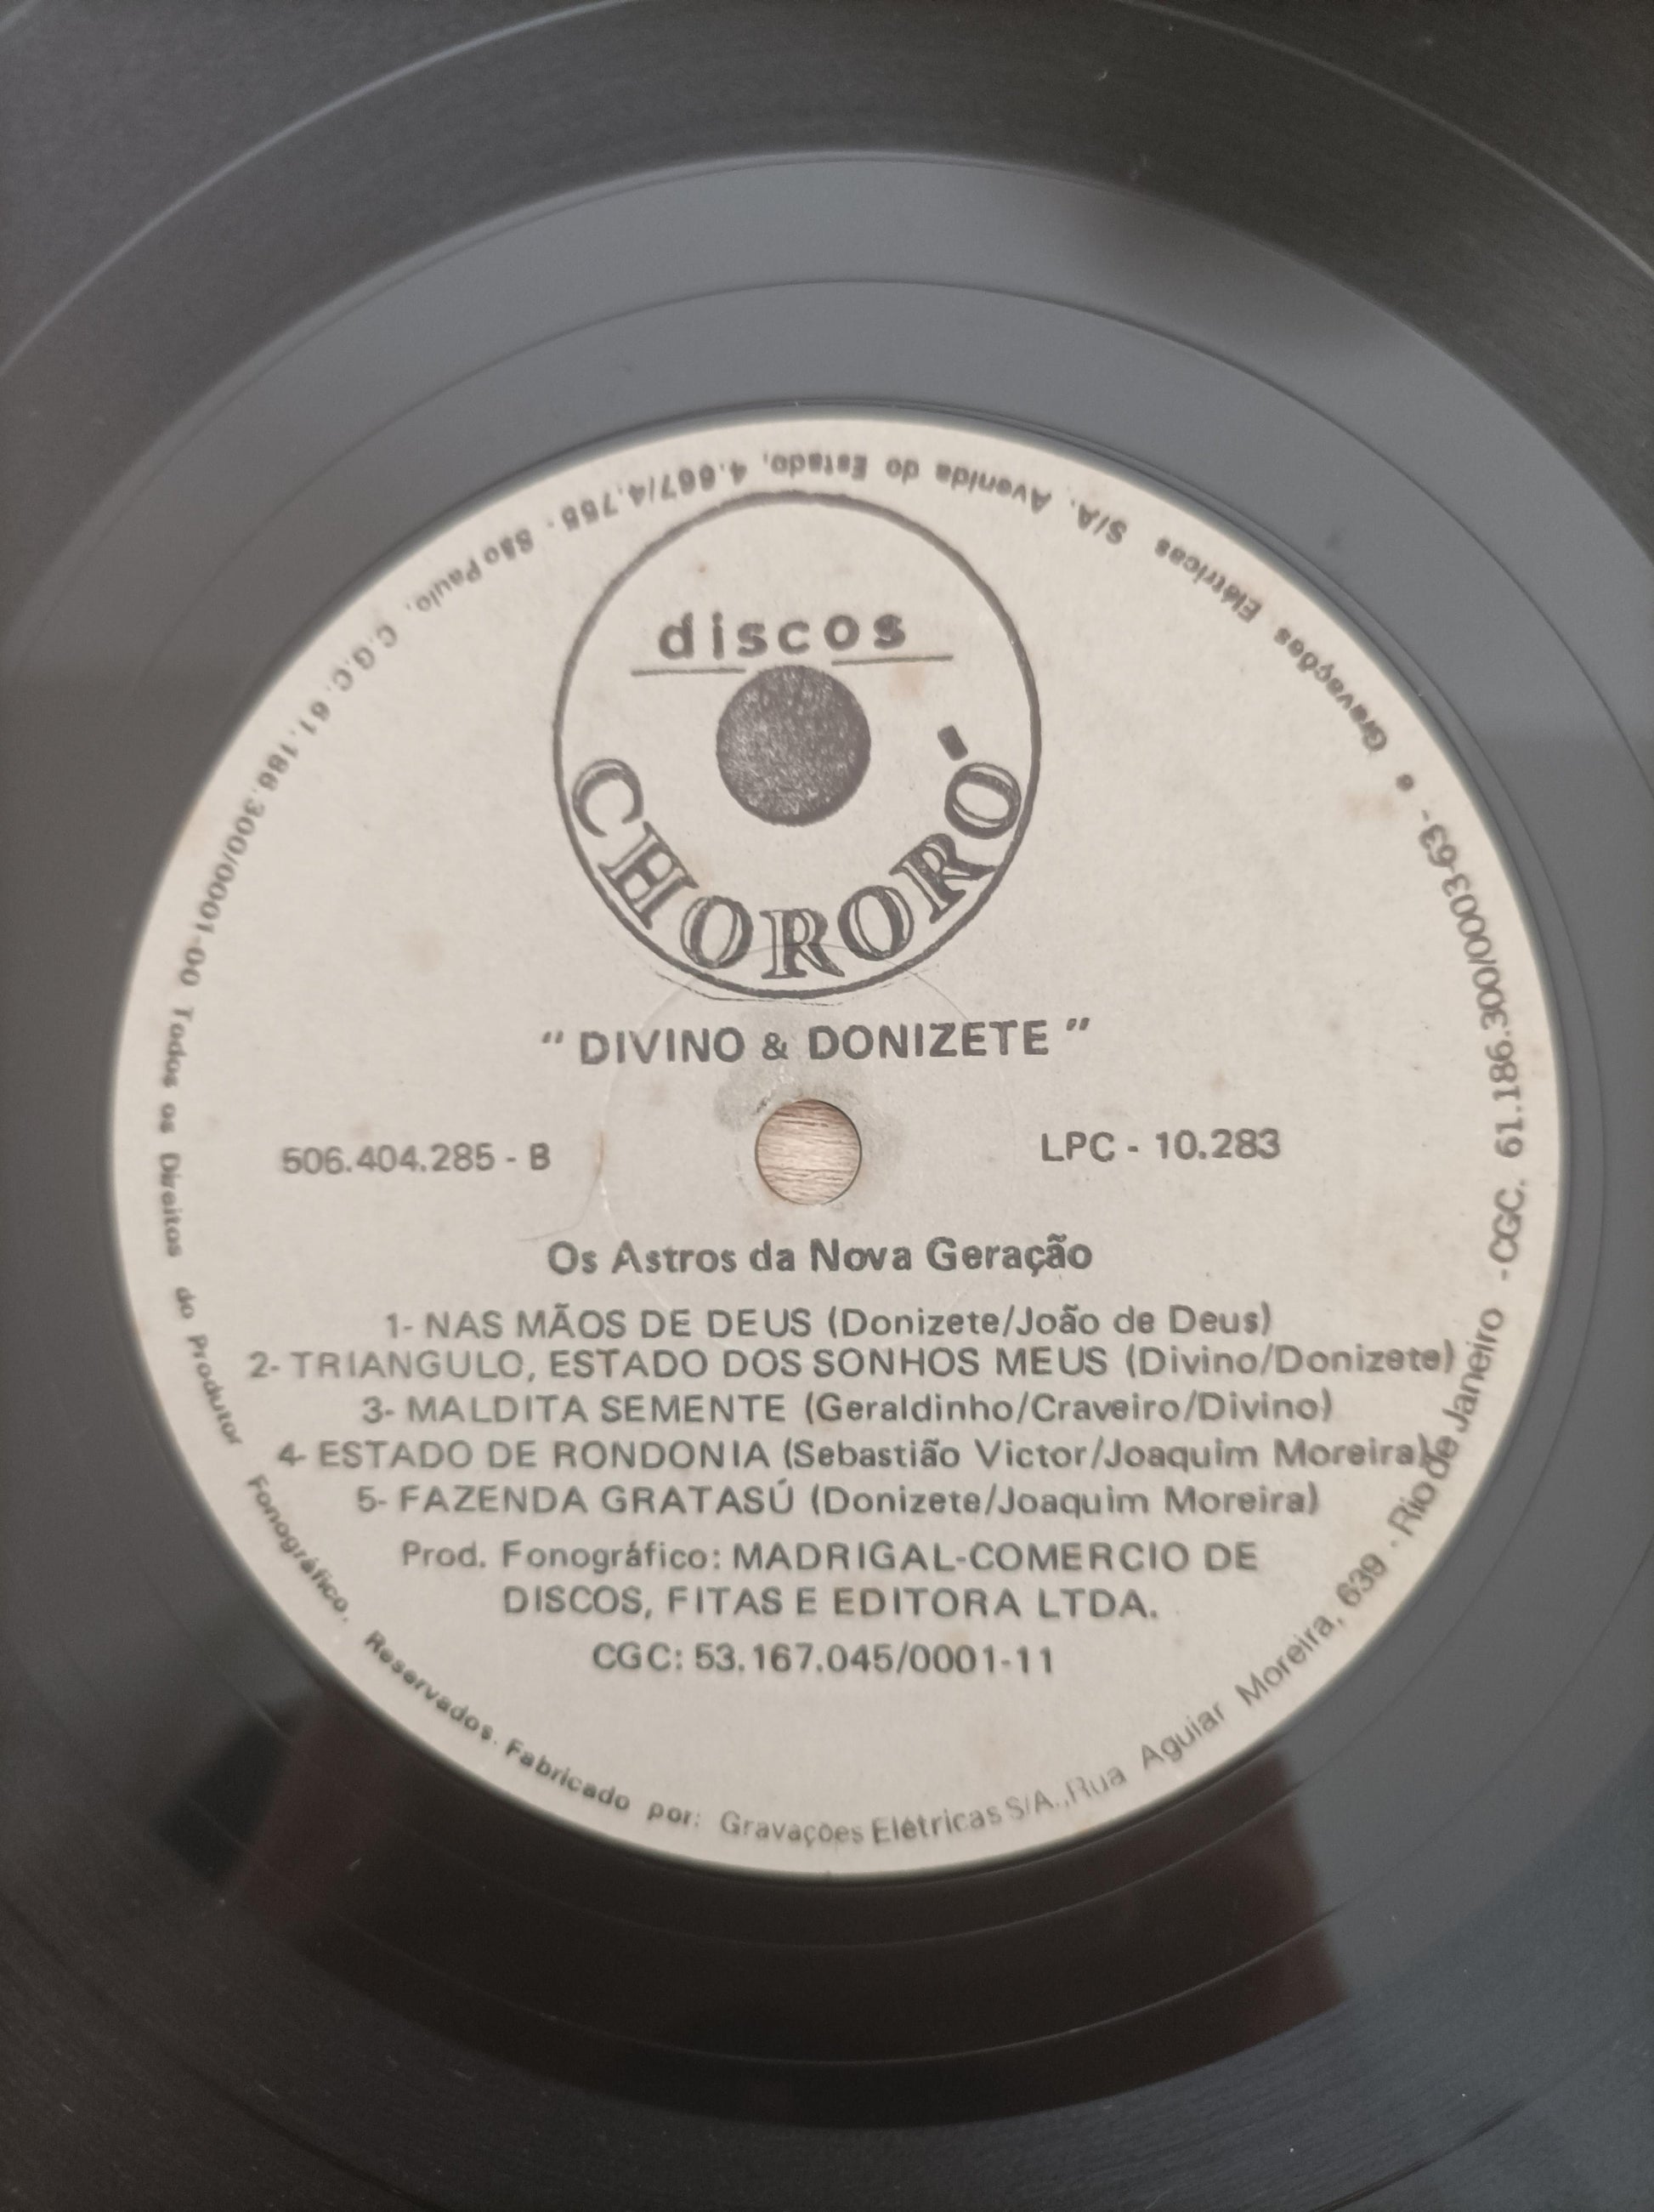 discos
CHORORÓ
" DIVINO & DONIZETE "
506.404.285 - B
LPC - 10.283
Os Astros da Nova Geração
1- NAS MÃOS DE DEUS (Donizete/João de Deus)
2- TRIANGULO, ESTADO DOS SONHOS MEUS (Divino/Donizete)
3- MALDITA SEMENTE (Geraldinho/Craveiro/Divino)
4- ESTADO DE RONDONIA (Sebastião Victor/Joaquim Moreira)
5- FAZENDA GRATASÚ (Donizete/Joaquim Moreira)
Prod. Fonográfico: MADRIGAL-COMERCIO DE
DISCOS, FITAS E EDITORA LTDA.
CGC: 53.167.045/0001-11
Gravações Elétricas S/A. Avenida do Estado, 4.667/4.755 - São Paulo. C.G.C. 61.186.300/0001-00 Todos os Direitos do Produtor Fonográfico. Reservados. Fabricado por: Gravações Elétricas S/A.,Rua Aguiar Moreira, 639 - Rio de Janeiro -CGC. 61.186.300/0003-63-